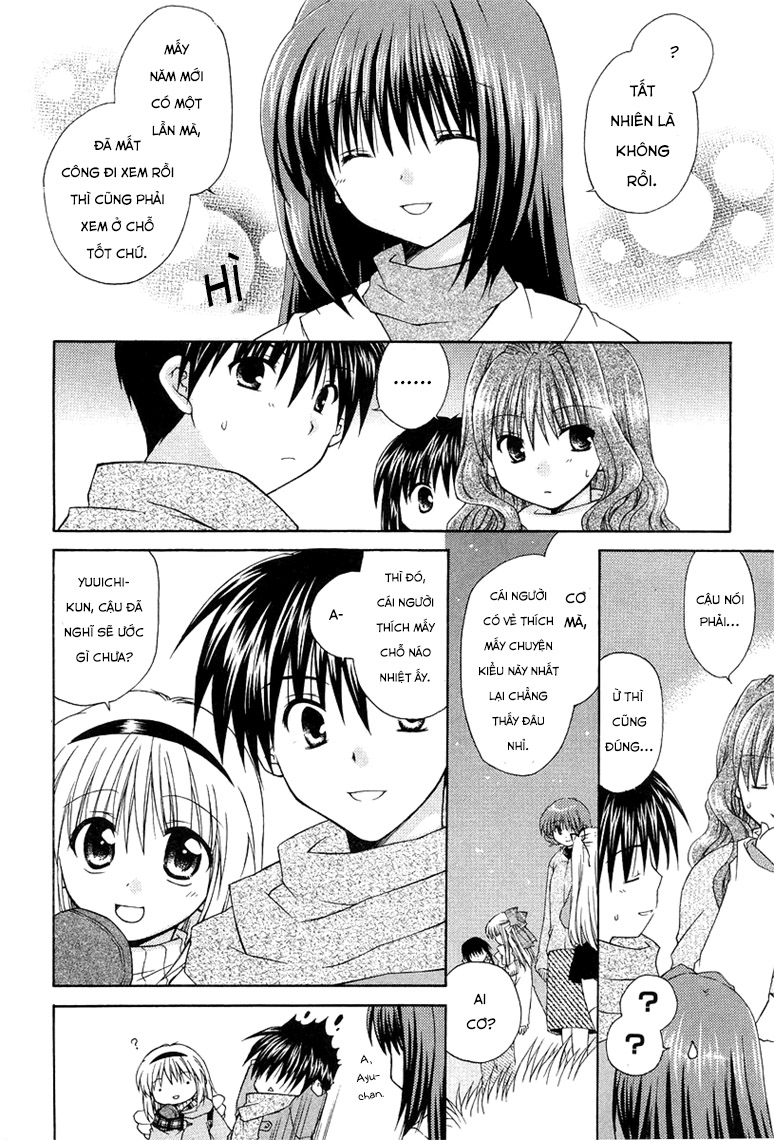 ?
TẤT
NHIÊN LÀ
KHÔNG
RỒI.
MẤY
NĂM MỚI
CÓ MỘT
LẦN MÀ,
ĐÃ MẤT
CÔNG ĐI XEM RỒI
THÌ CŨNG PHẢI
XEM Ở CHỖ
TỐT CHỨ.
HÌ
......
CẬU NÓI
PHẢI...
Ừ THÌ
CŨNG
ĐÚNG...
CƠ
MÀ,
CÁI NGƯỜI
CÓ VẺ THÍCH
MẤY CHUYỆN
KIỂU NÀY NHẤT
LẠI CHẲNG
THẤY ĐÂU
NHỈ.
?
?
AI
CƠ?
THÌ ĐÓ,
CÁI NGƯỜI
THÍCH MẤY
CHỖ NÁO
NHIỆT ẤY.
A-
YUUICHI-
KUN, CẬU ĐÃ
NGHĨ SẼ ƯỚC
GÌ CHƯA?
A,
Ayu-
chan.
?